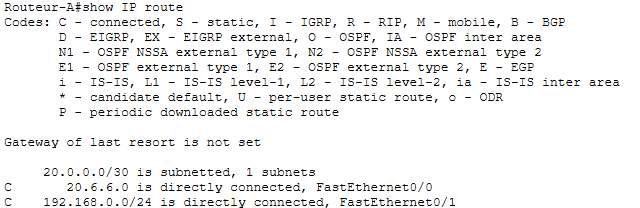 Routeur-A#show IP route
Codes: C - connected, S - static, I - IGRP, R - RIP, M - mobile, B - BGP
       D - EIGRP, EX - EIGRP external, O - OSPF, IA - OSPF inter area
       N1 - OSPF NSSA external type 1, N2 - OSPF NSSA external type 2
       E1 - OSPF external type 1, E2 - OSPF external type 2, E - EGP
       i - IS-IS, L1 - IS-IS level-1, L2 - IS-IS level-2, ia - IS-IS inter area
       * - candidate default, U - per-user static route, o - ODR
       P - periodic downloaded static route
Gateway of last resort is not set
     20.0.0.0/30 is subnetted, 1 subnets
C       20.6.6.0 is directly connected, FastEthernet0/0
C    192.168.0.0/24 is directly connected, FastEthernet0/1